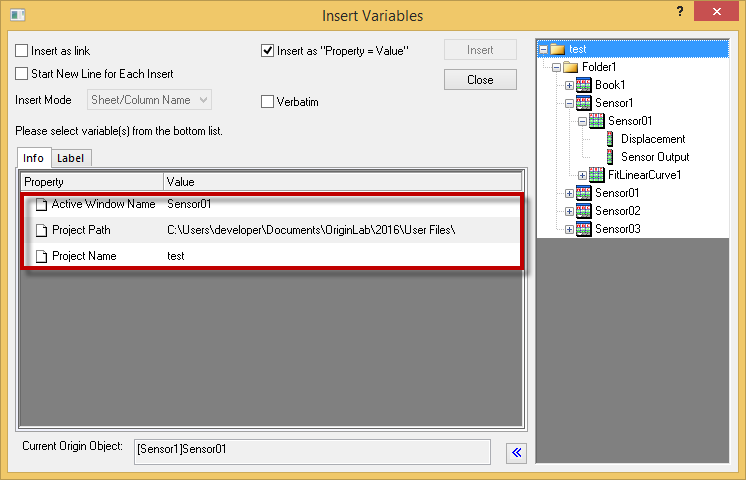 Insert Variables
?
Insert as link
Insert as "Property = Value"
Insert
Start New Line for Each Insert
Close
Insert Mode
Sheet/Column Name
Verbatim
Please select variable(s) from the bottom list.
Info
Label
Property Value
Active Window Name Sensor01
Project Path C:\Users\developer\Documents\OriginLab\2016\User Files\
Project Name test
Current Origin Object: [Sensor1]Sensor01
test
Folder1
Book1
Sensor1
Sensor01
Displacement
Sensor Output
FitLinearCurve1
Sensor01
Sensor02
Sensor03